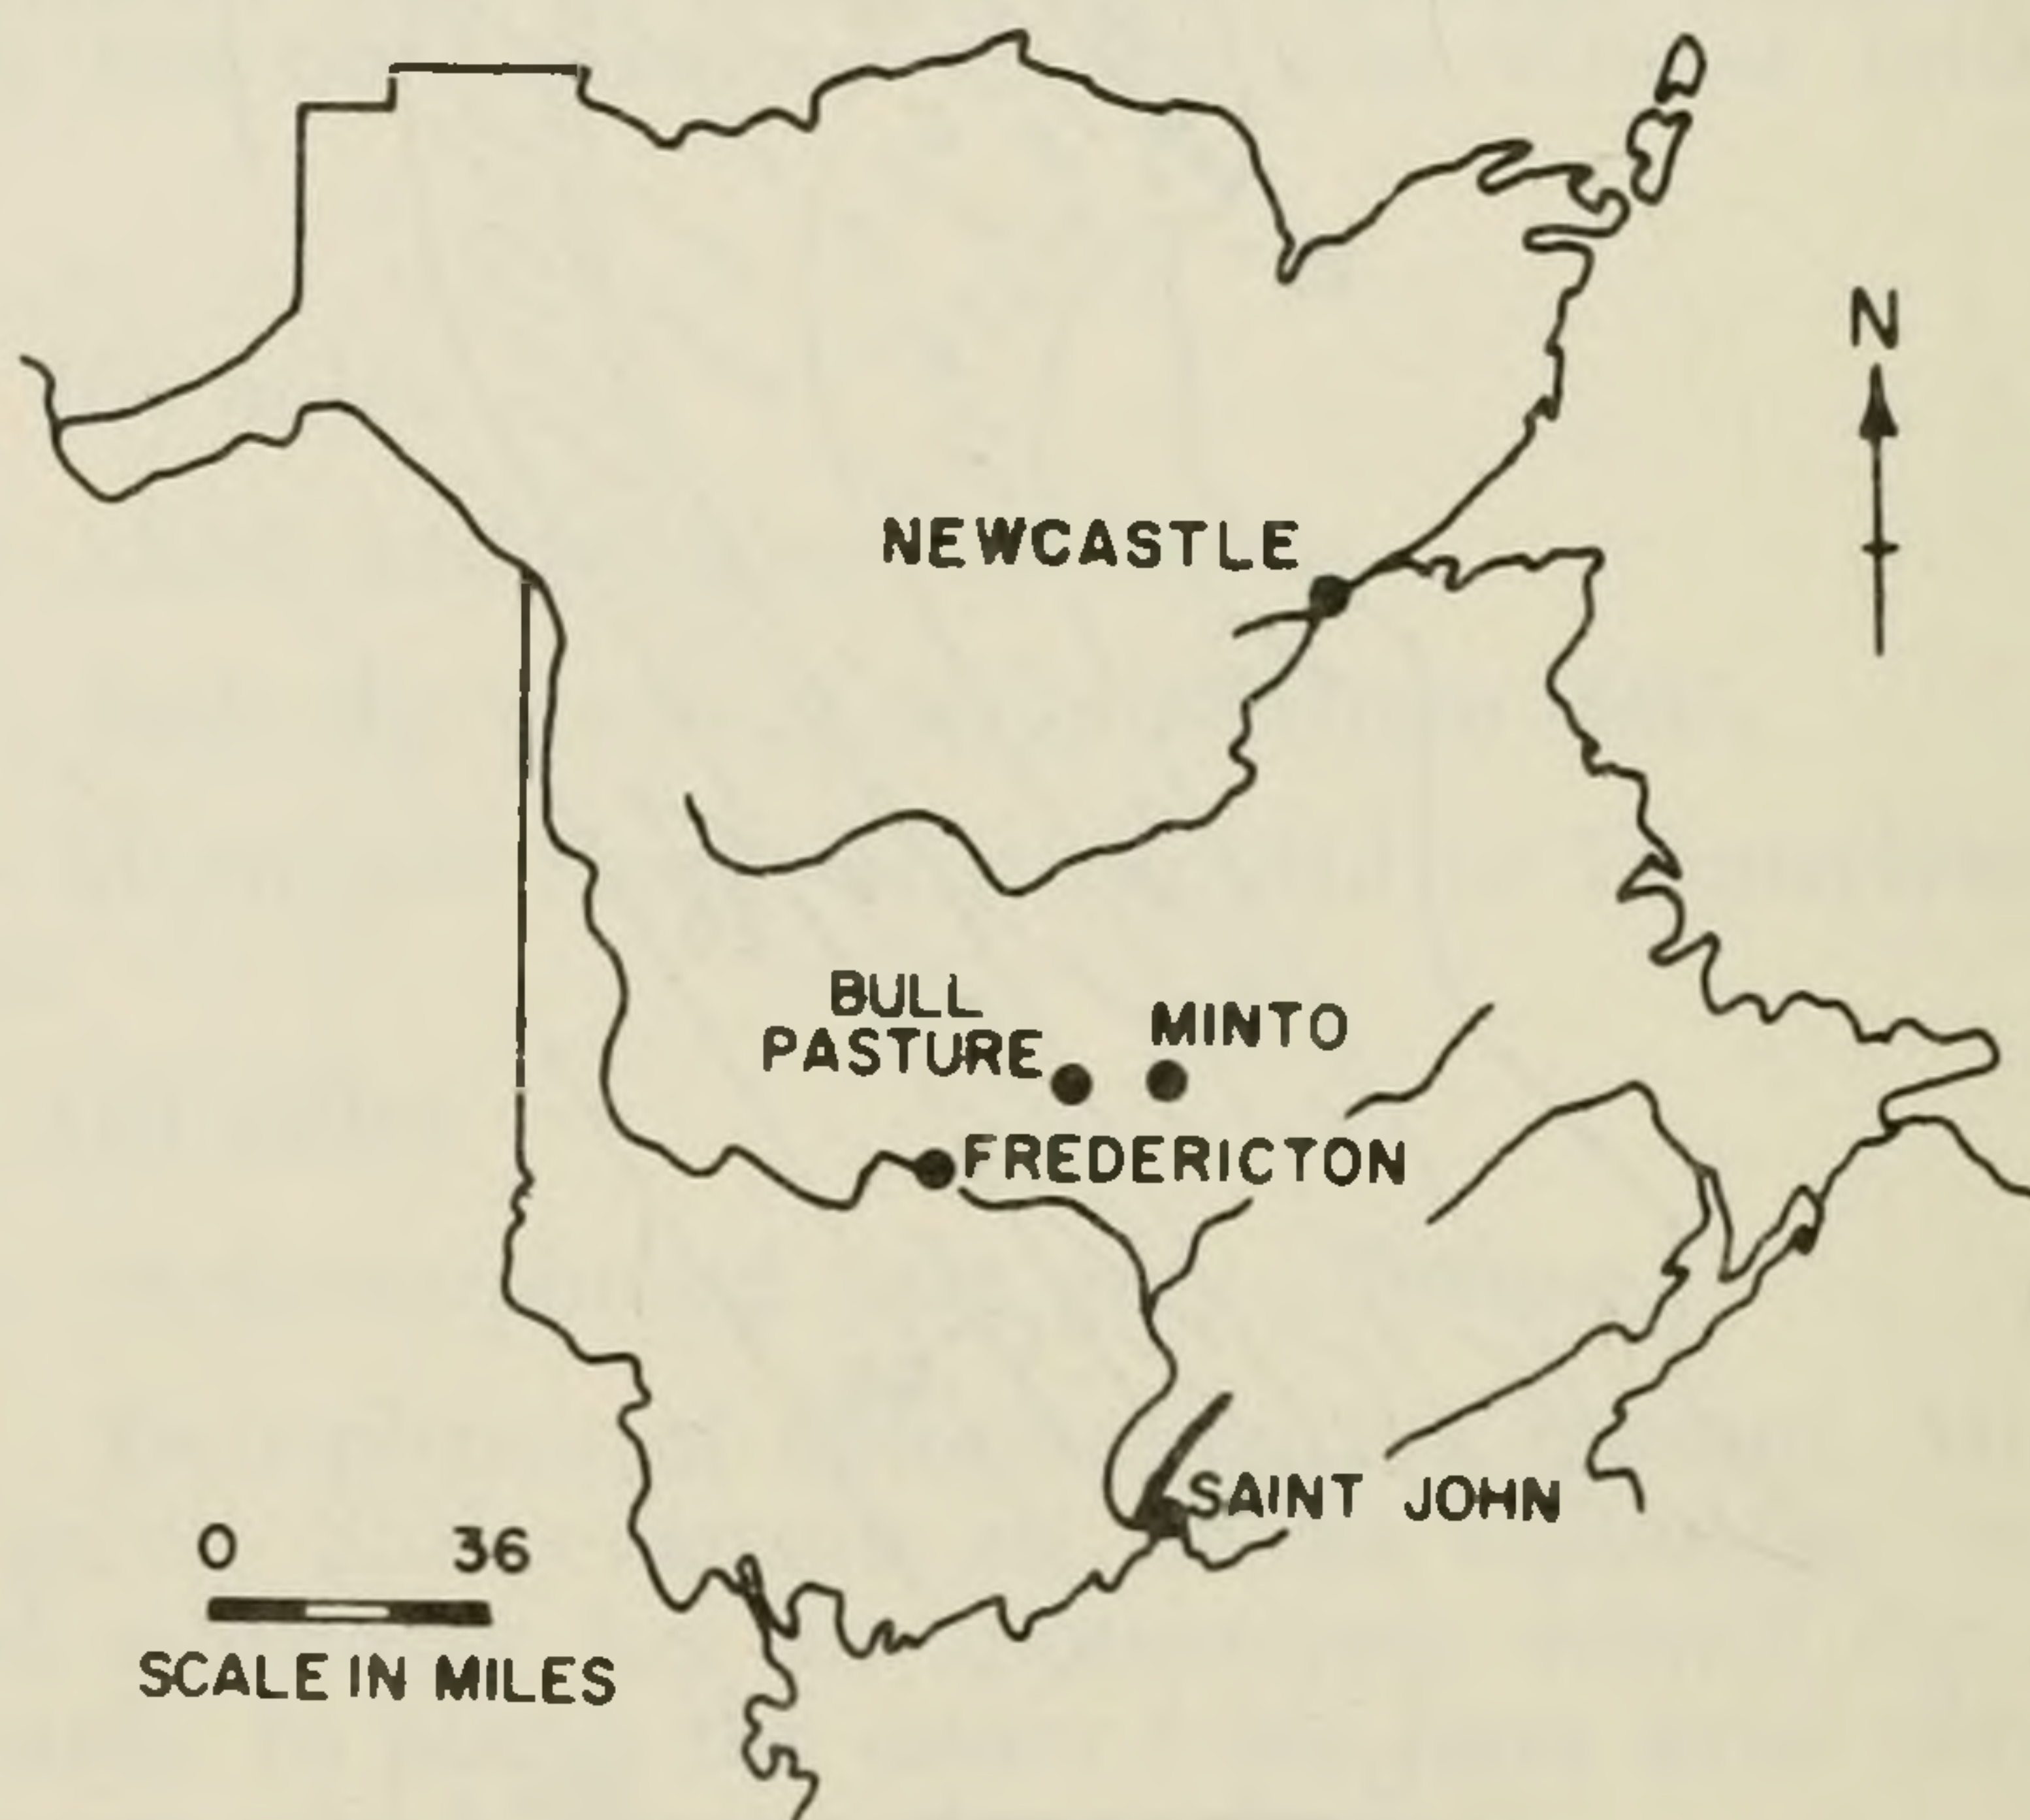 N
NEWCASTLE
BULL
PASTURE
MINTO
FREDERICTON
SAINT JOHN
0 36
SCALE IN MILES